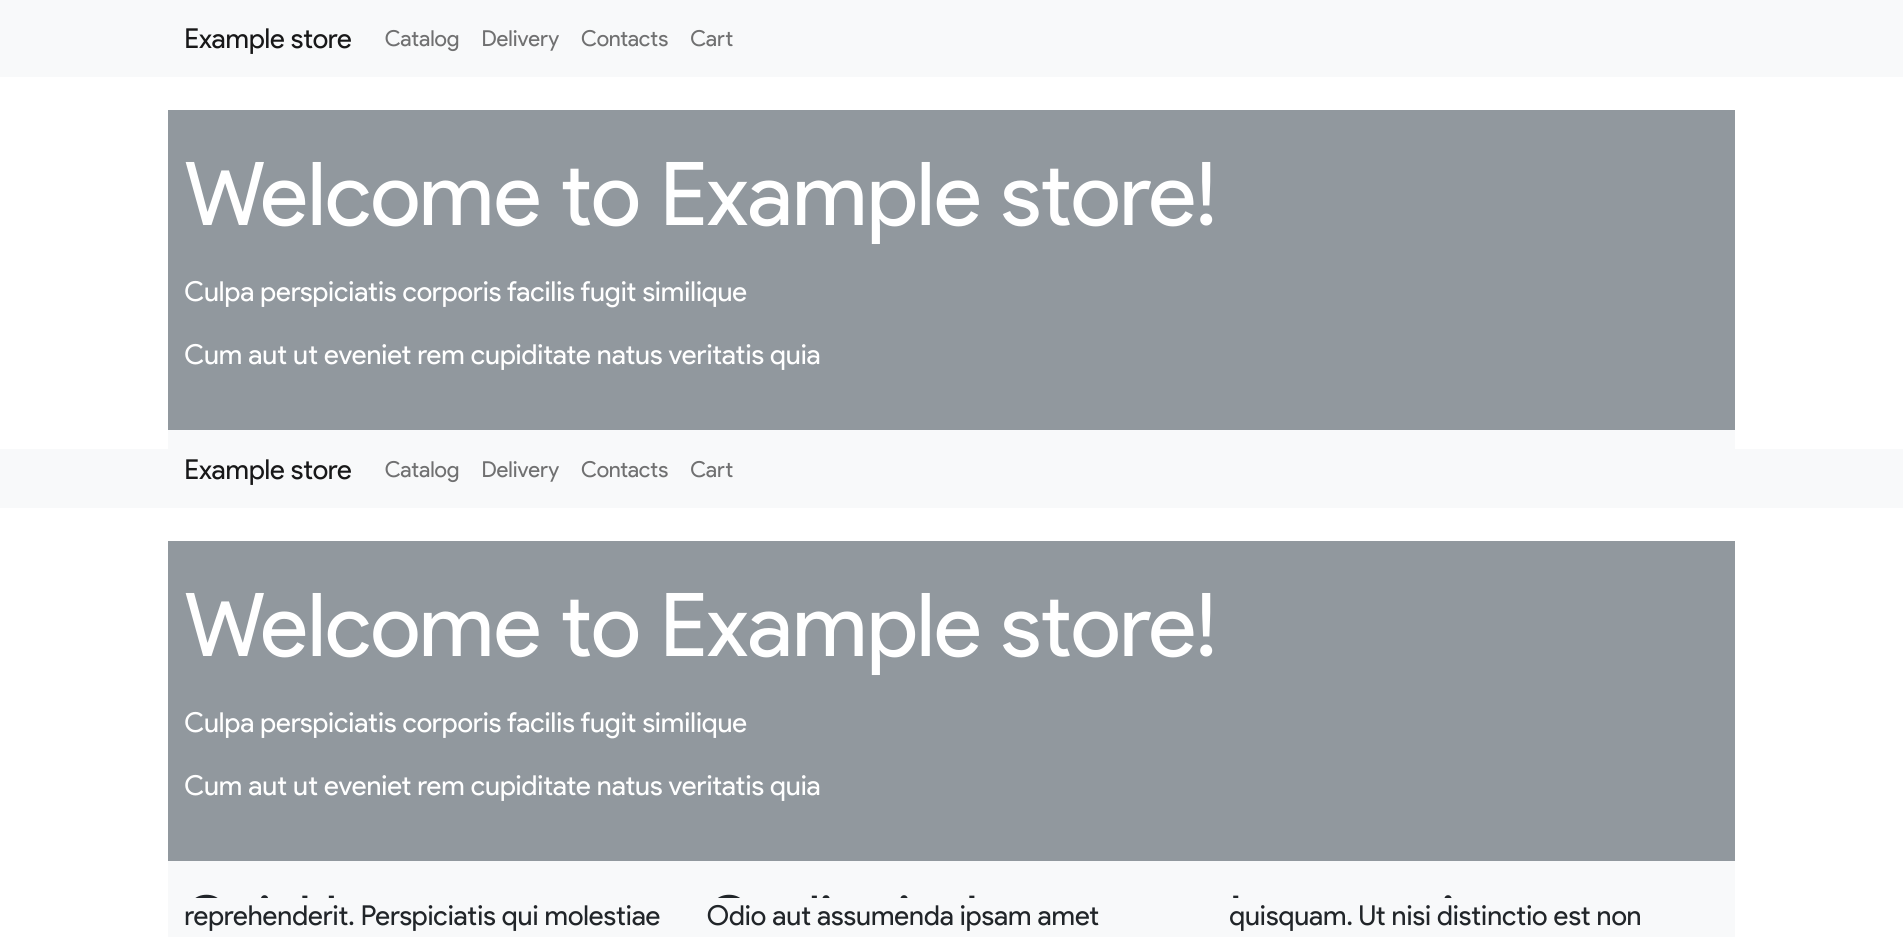 Example store Catalog Delivery Contacts Cart
Welcome to Example store!
Culpa perspiciatis corporis facilis fugit similique
Cum aut ut eveniet rem cupiditate natus veritatis quia
Example store Catalog Delivery Contacts Cart
Welcome to Example store!
Culpa perspiciatis corporis facilis fugit similique
Cum aut ut eveniet rem cupiditate natus veritatis quia
reprehenderit. Perspiciatis qui molestiae
Odio aut assumenda ipsam amet
quisquam. Ut nisi distinctio est non